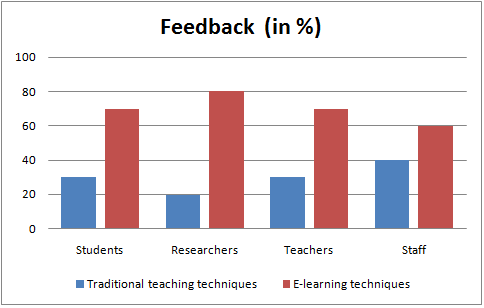 Feedback (in %)
100
80
60
40
20
0
Students Researchers Teachers Staff
Traditional teaching techniques E-learning techniques